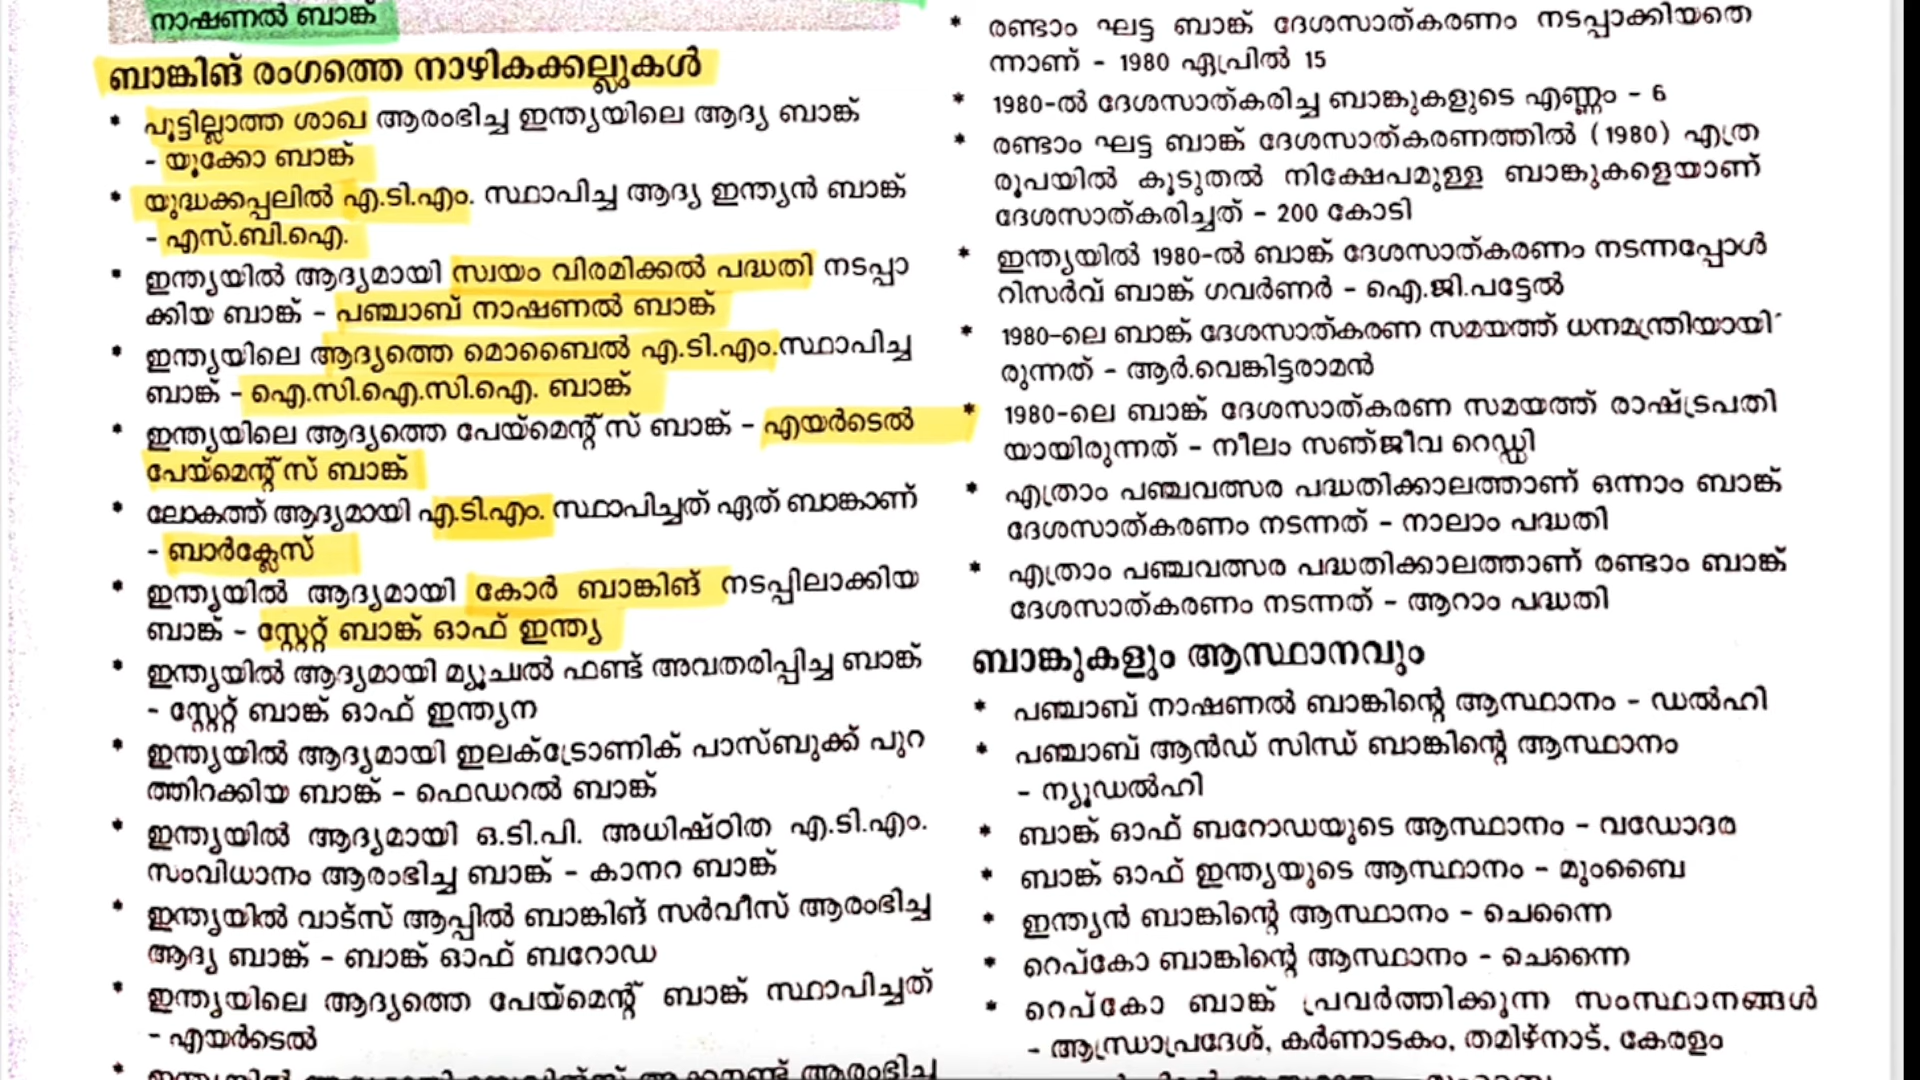 നാഷണൽ ബാങ്ക്
ബാങ്കിങ് രംഗത്തെ നാഴികക്കല്ലുകൾ
* പൂട്ടില്ലാത്ത ശാഖ ആരംഭിച്ച ഇന്ത്യയിലെ ആദ്യ ബാങ്ക്
- യൂക്കോ ബാങ്ക്
* യുദ്ധക്കപ്പലിൽ എ.ടി.എം. സ്ഥാപിച്ച ആദ്യ ഇന്ത്യൻ ബാങ്ക്
- എസ്.ബി.ഐ.
* ഇന്ത്യയിൽ ആദ്യമായി സ്വയം വിരമിക്കൽ പദ്ധതി നടപ്പാ
ക്കിയ ബാങ്ക് - പഞ്ചാബ് നാഷണൽ ബാങ്ക്
* ഇന്ത്യയിലെ ആദ്യത്തെ മൊബൈൽ എ.ടി.എം.സ്ഥാപിച്ച
ബാങ്ക് - ഐ.സി.ഐ.സി.ഐ. ബാങ്ക്
* ഇന്ത്യയിലെ ആദ്യത്തെ പേയ്മെന്റ്സ് ബാങ്ക് - എയർടെൽ
പേയ്മെന്റ്സ് ബാങ്ക്
* ലോകത്ത് ആദ്യമായി എ.ടി.എം. സ്ഥാപിച്ചത് ഏത് ബാങ്കാണ്
- ബാർക്ലേസ്
* ഇന്ത്യയിൽ ആദ്യമായി കോർ ബാങ്കിങ് നടപ്പിലാക്കിയ
ബാങ്ക് - സ്റ്റേറ്റ് ബാങ്ക് ഓഫ് ഇന്ത്യ
* ഇന്ത്യയിൽ ആദ്യമായി മ്യൂച്വൽ ഫണ്ട് അവതരിപ്പിച്ച ബാങ്ക്
- സ്റ്റേറ്റ് ബാങ്ക് ഓഫ് ഇന്ത്യന
* ഇന്ത്യയിൽ ആദ്യമായി ഇലക്ട്രോണിക് പാസ്ബുക്ക് പുറ
ത്തിറക്കിയ ബാങ്ക് - ഫെഡറൽ ബാങ്ക്
* ഇന്ത്യയിൽ ആദ്യമായി ഒ.ടി.പി. അധിഷ്ഠിത എ.ടി.എം.
സംവിധാനം ആരംഭിച്ച ബാങ്ക് - കാനറ ബാങ്ക്
* ഇന്ത്യയിൽ വാട്സ് ആപ്പിൽ ബാങ്കിങ് സർവീസ് ആരംഭിച്ച
ആദ്യ ബാങ്ക് - ബാങ്ക് ഓഫ് ബറോഡ
* ഇന്ത്യയിലെ ആദ്യത്തെ പേയ്മെന്റ് ബാങ്ക് സ്ഥാപിച്ചത്
- എയർടെൽ
* രണ്ടാം ഘട്ട ബാങ്ക് ദേശസാത്കരണം നടപ്പാക്കിയതെ
ന്നാണ് - 1980 ഏപ്രിൽ 15
* 1980-ൽ ദേശസാത്കരിച്ച ബാങ്കുകളുടെ എണ്ണം - 6
* രണ്ടാം ഘട്ട ബാങ്ക് ദേശസാത്കരണത്തിൽ (1980) എത്ര
രൂപയിൽ കൂടുതൽ നിക്ഷേപമുള്ള ബാങ്കുകളെയാണ്
ദേശസാത്കരിച്ചത് - 200 കോടി
* ഇന്ത്യയിൽ 1980-ൽ ബാങ്ക് ദേശസാത്കരണം നടന്നപ്പോൾ
റിസർവ് ബാങ്ക് ഗവർണർ - ഐ.ജി.പട്ടേൽ
* 1980-ലെ ബാങ്ക് ദേശസാത്കരണ സമയത്ത് ധനമന്ത്രിയായി
രുന്നത് - ആർ.വെങ്കിട്ടരാമൻ
* 1980-ലെ ബാങ്ക് ദേശസാത്കരണ സമയത്ത് രാഷ്ട്രപതി
യായിരുന്നത് - നീലം സഞ്ജീവ റെഡ്ഡി
* എത്രാം പഞ്ചവത്സര പദ്ധതിക്കാലത്താണ് ഒന്നാം ബാങ്ക്
ദേശസാത്കരണം നടന്നത് - നാലാം പദ്ധതി
* എത്രാം പഞ്ചവത്സര പദ്ധതിക്കാലത്താണ് രണ്ടാം ബാങ്ക്
ദേശസാത്കരണം നടന്നത് - ആറാം പദ്ധതി
ബാങ്കുകളും ആസ്ഥാനവും
* പഞ്ചാബ് നാഷണൽ ബാങ്കിന്റെ ആസ്ഥാനം - ഡൽഹി
* പഞ്ചാബ് ആൻഡ് സിന്ധ് ബാങ്കിന്റെ ആസ്ഥാനം
- ന്യൂഡൽഹി
* ബാങ്ക് ഓഫ് ബറോഡയുടെ ആസ്ഥാനം - വഡോദര
* ബാങ്ക് ഓഫ് ഇന്ത്യയുടെ ആസ്ഥാനം - മുംബൈ
* ഇന്ത്യൻ ബാങ്കിന്റെ ആസ്ഥാനം - ചെന്നൈ
* റെപ്കോ ബാങ്കിന്റെ ആസ്ഥാനം - ചെന്നൈ
* റെപ്കോ ബാങ്ക് പ്രവർത്തിക്കുന്ന സംസ്ഥാനങ്ങൾ
- ആന്ധ്രാപ്രദേശ്, കർണാടകം, തമിഴ്നാട്, കേരളം